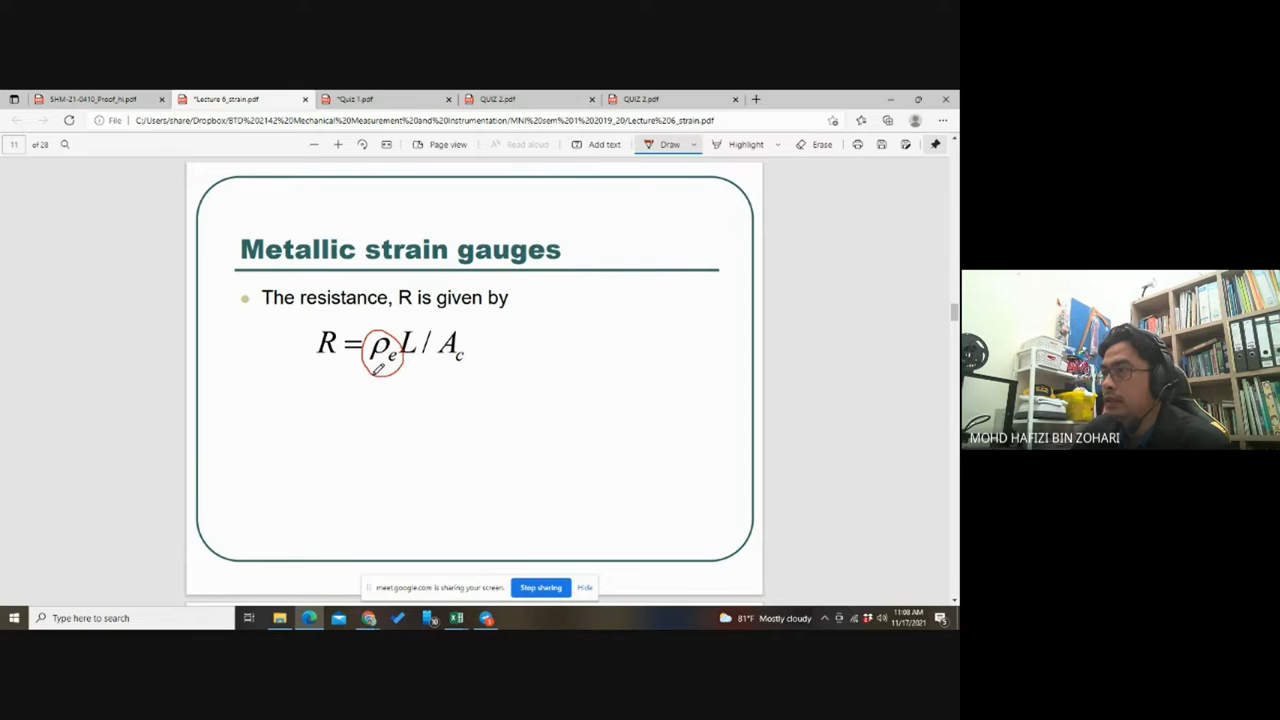 SHM-21-0410_Proof_hi.pdf
*Lecture 6_strain.pdf
*Quiz 1.pdf
QUIZ 2.pdf
QUIZ 2.pdf
File
C:/Users/share/Dropbox/BTD%202142%20Mechanical%20Measurement%20and%20Instrumentation/MNI%20sem%201%202019_20/Lecture%206_strain.pdf
11 of 28
Page view
Read aloud
Add text
Draw
Highlight
Erase
Metallic strain gauges
The resistance, R is given by
R = ρₑL / A꜀
MOHD HAFIZI BIN ZOHARI
meet.google.com is sharing your screen.
Stop sharing
Hide
Type here to search
81°F Mostly cloudy
11:08 AM
11/17/2021